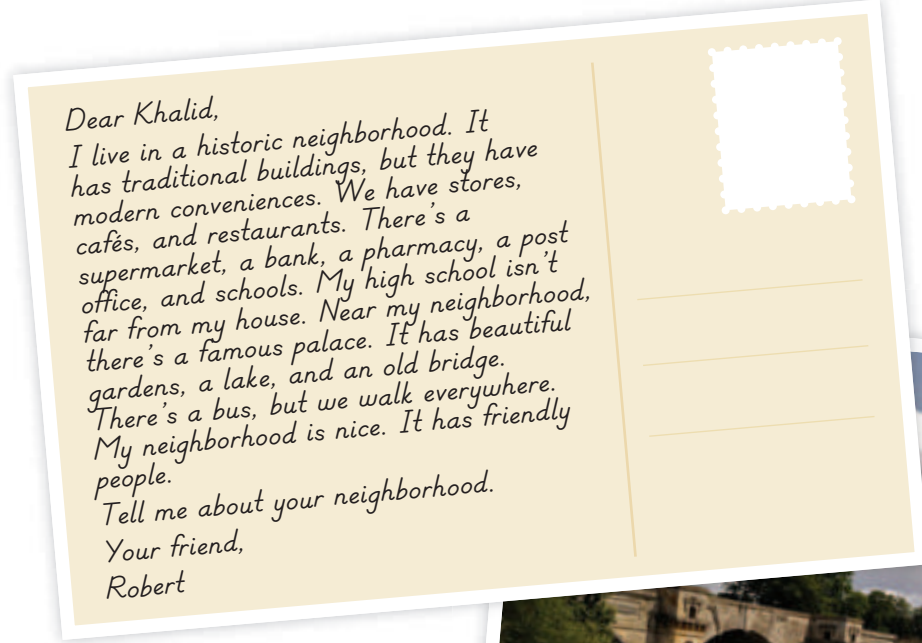 Dear Khalid,
I live in a historic neighborhood. It
has traditional buildings, but they have
modern conveniences. We have stores,
cafés, and restaurants. There's a
supermarket, a bank, a pharmacy, a post
office, and schools. My high school isn't
far from my house. Near my neighborhood,
there's a famous palace. It has beautiful
gardens, a lake, and an old bridge.
There's a bus, but we walk everywhere.
My neighborhood is nice. It has friendly
people.
Tell me about your neighborhood.
Your friend,
Robert